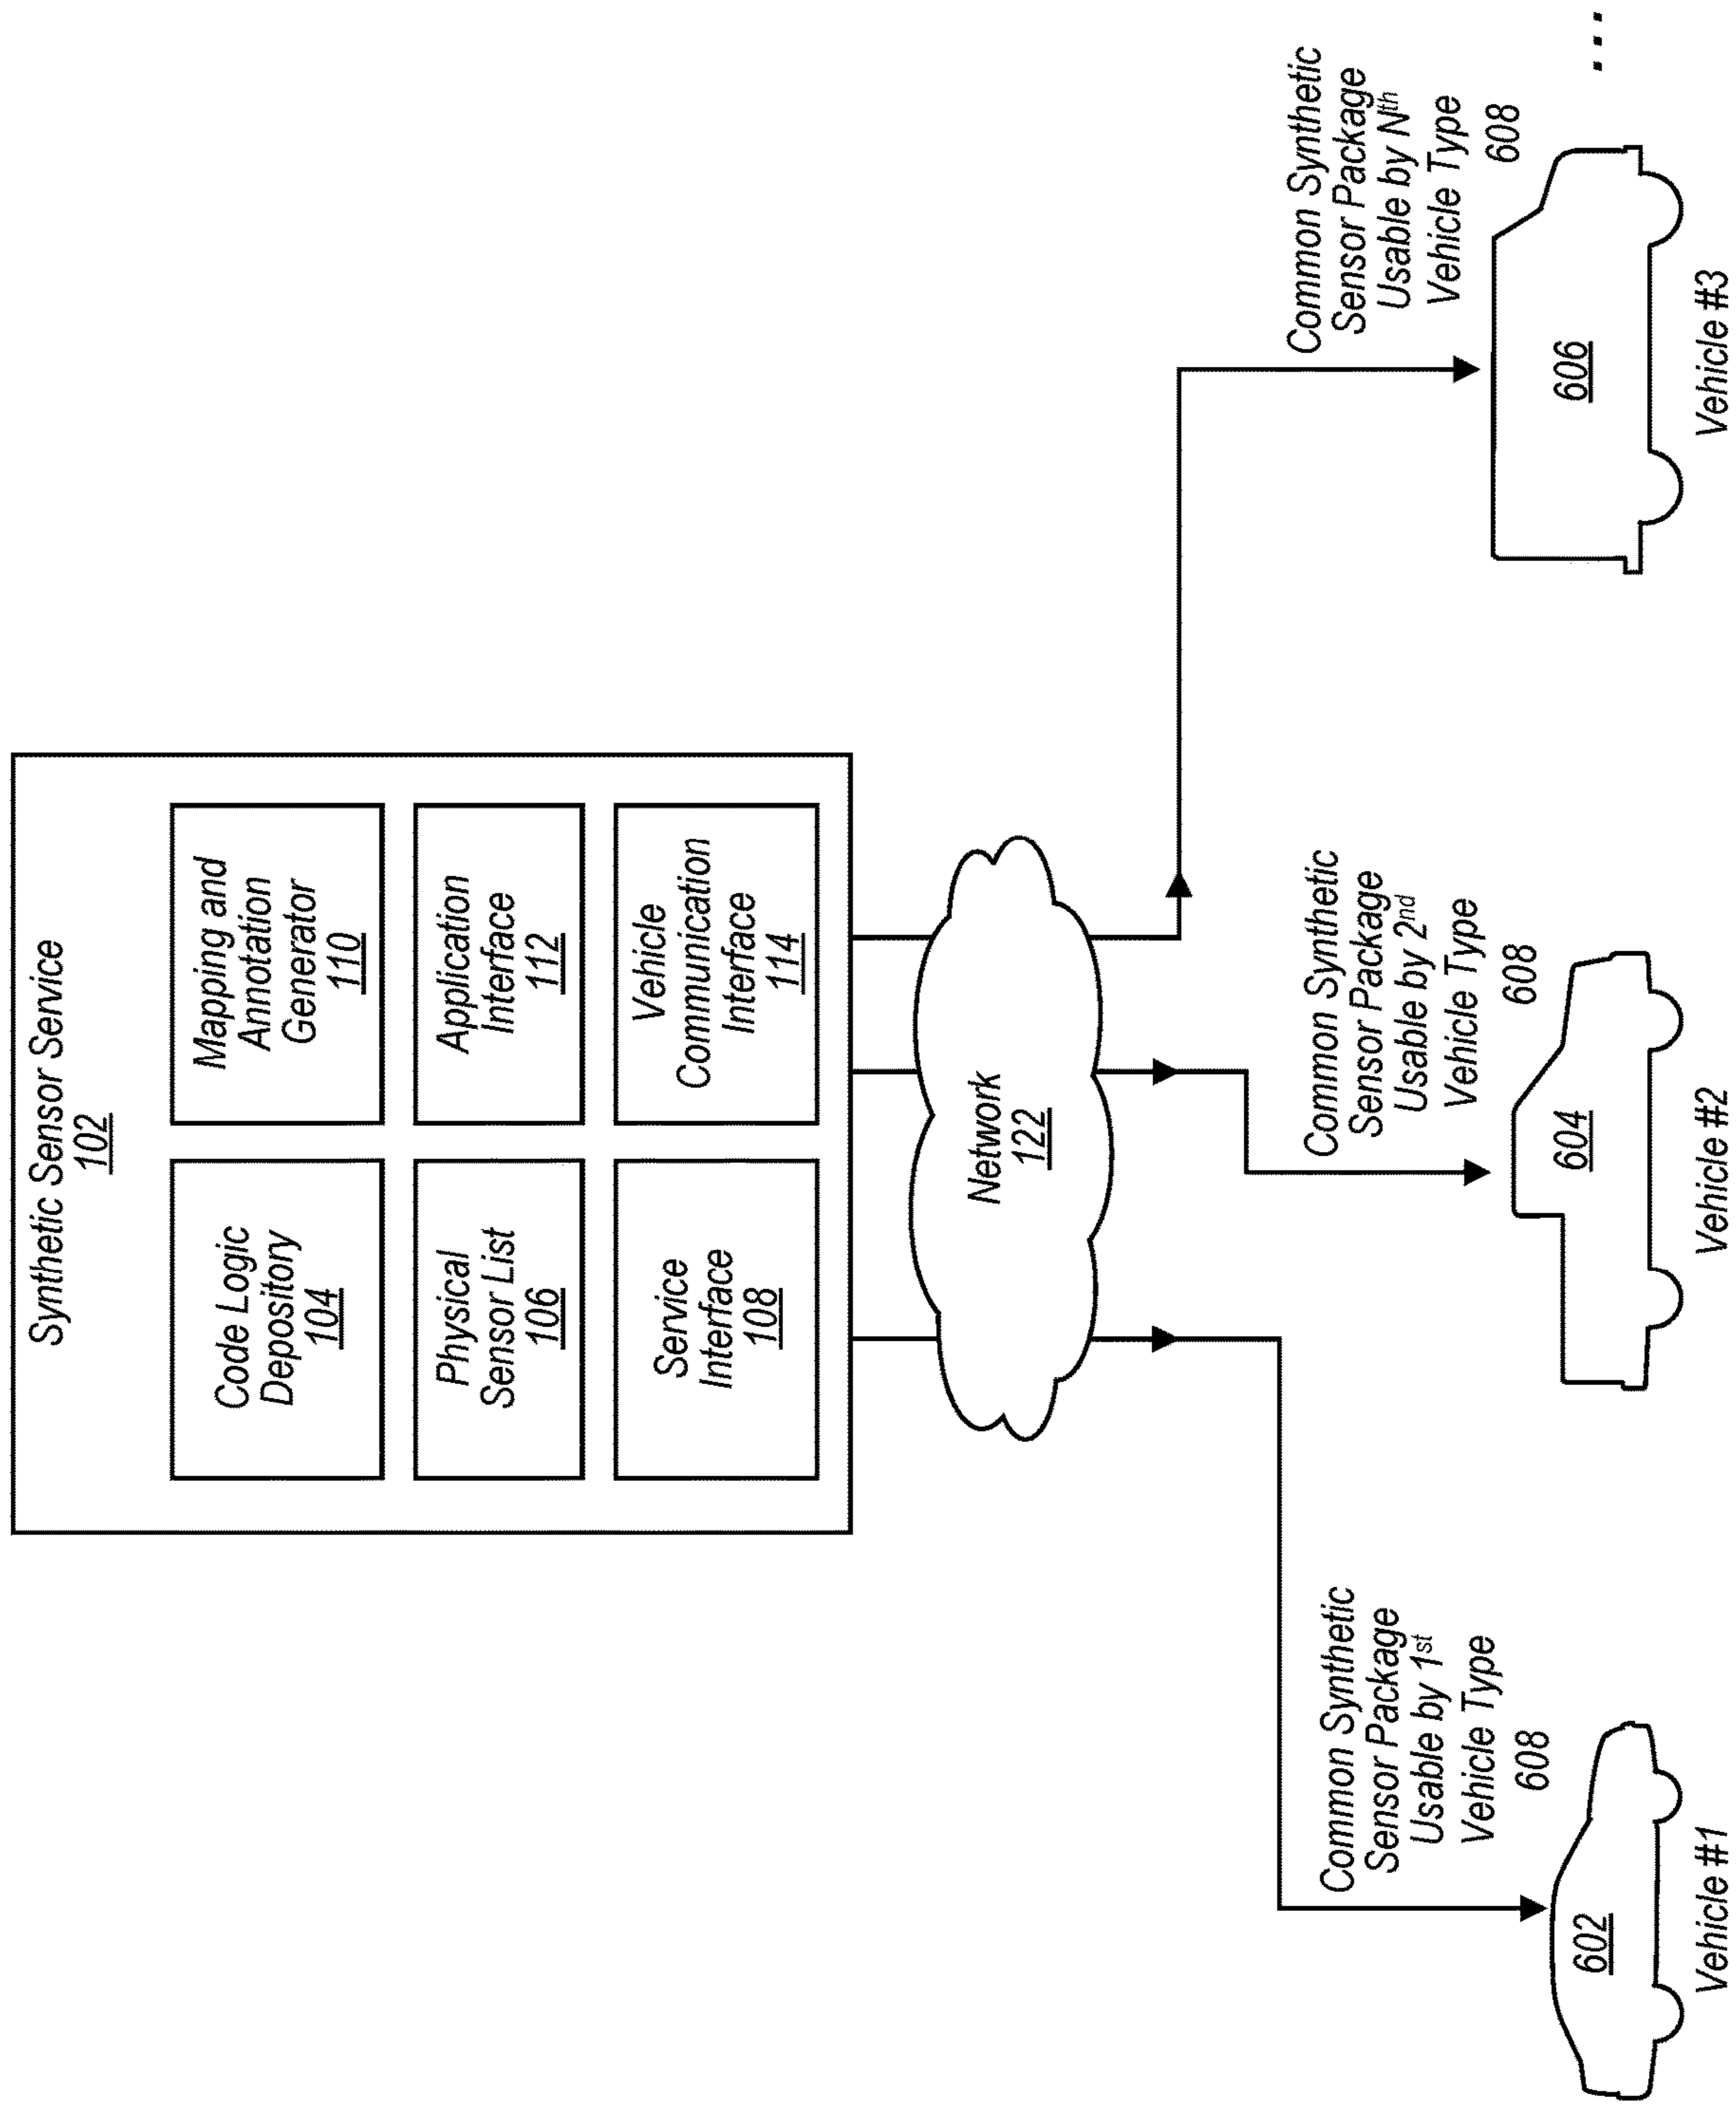 Synthetic Sensor Service
102
Code Logic
Depository
104
Mapping and
Annotation
Generator
110
Physical
Sensor List
106
Application
Interface
112
Service
Interface
108
Vehicle
Communication
Interface
114
Network
122
Common Synthetic
Sensor Package
Usable by 1st
Vehicle Type
608
Common Synthetic
Sensor Package
Usable by 2nd
Vehicle Type
608
Common Synthetic
Sensor Package
Usable by Nth
Vehicle Type
608
602
604
606
...
Vehicle #1
Vehicle #2
Vehicle #3